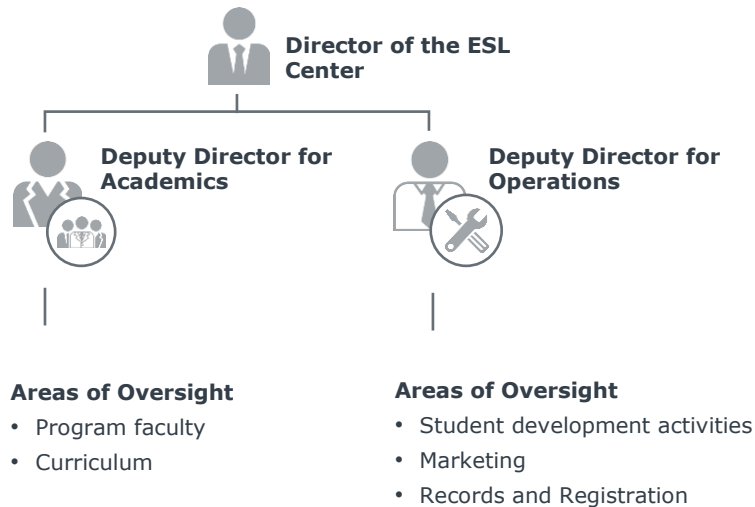 Director of the ESL
Center
Deputy Director for
Academics
Deputy Director for
Operations
Areas of Oversight
• Program faculty
• Curriculum
Areas of Oversight
• Student development activities
• Marketing
• Records and Registration